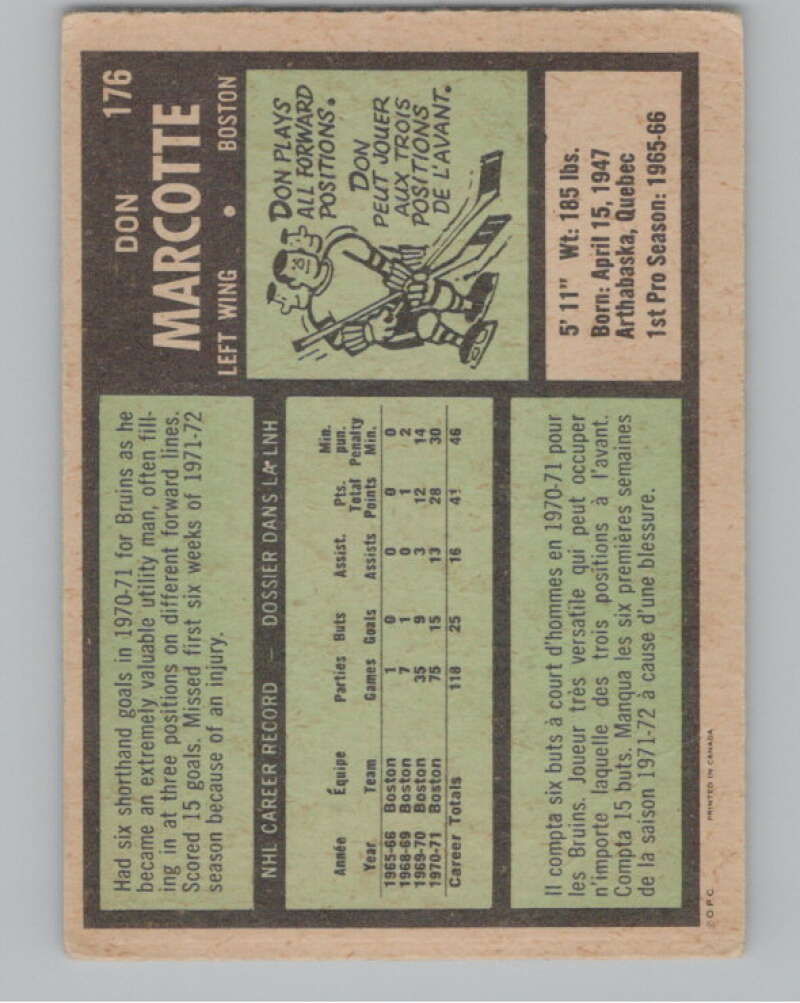 DON 176
MARCOTTE
LEFT WING • BOSTON
Had six shorthand goals in 1970-71 for Bruins as he
became an extremely valuable utility man, often fill-
ing in at three positions on different forward lines.
Scored 15 goals. Missed first six weeks of 1971-72
season because of an injury.
DON PLAYS
ALL FORWARD
POSITIONS.
DON
PEUT JOUER
AUX TROIS
POSITIONS
DE L'AVANT.
NHL CAREER RECORD – DOSSIER DANS LA LNH
Min.
Pts. pun.
Année Équipe Parties Buts Assist. Total Penalty
Year Team Games Goals Assists Points Min.
1965-66 Boston 1 0 0 0 0
1968-69 Boston 7 1 0 1 2
1969-70 Boston 35 9 3 12 14
1970-71 Boston 75 15 13 28 30
Career Totals 118 25 16 41 46
5' 11" Wt: 185 lbs.
Born: April 15, 1947
Arthabaska, Quebec
1st Pro Season: 1965-66
Il compta six buts à court d'hommes en 1970-71 pour
les Bruins. Joueur très versatile qui peut occuper
n'importe laquelle des trois positions à l'avant.
Compta 15 buts. Manqua les six premières semaines
de la saison 1971-72 à cause d'une blessure.
O.P.C. PRINTED IN CANADA